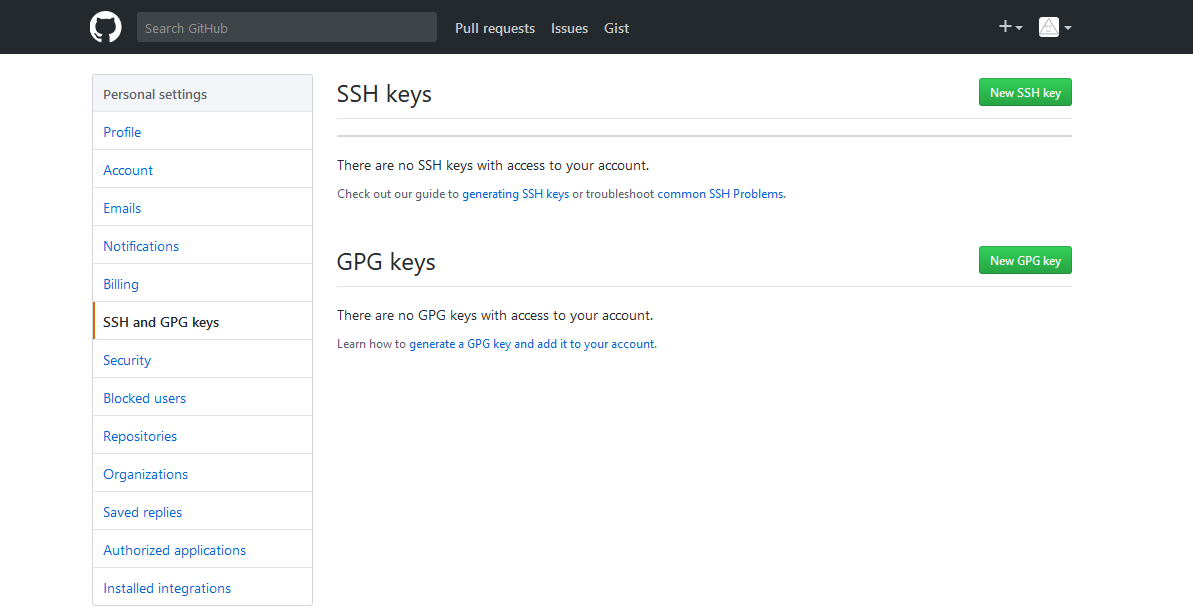 Search GitHub Pull requests Issues Gist
Personal settings
Profile
Account
Emails
Notifications
Billing
SSH and GPG keys
Security
Blocked users
Repositories
Organizations
Saved replies
Authorized applications
Installed integrations
SSH keys
New SSH key
There are no SSH keys with access to your account.
Check out our guide to generating SSH keys or troubleshoot common SSH Problems.
GPG keys
New GPG key
There are no GPG keys with access to your account.
Learn how to generate a GPG key and add it to your account.